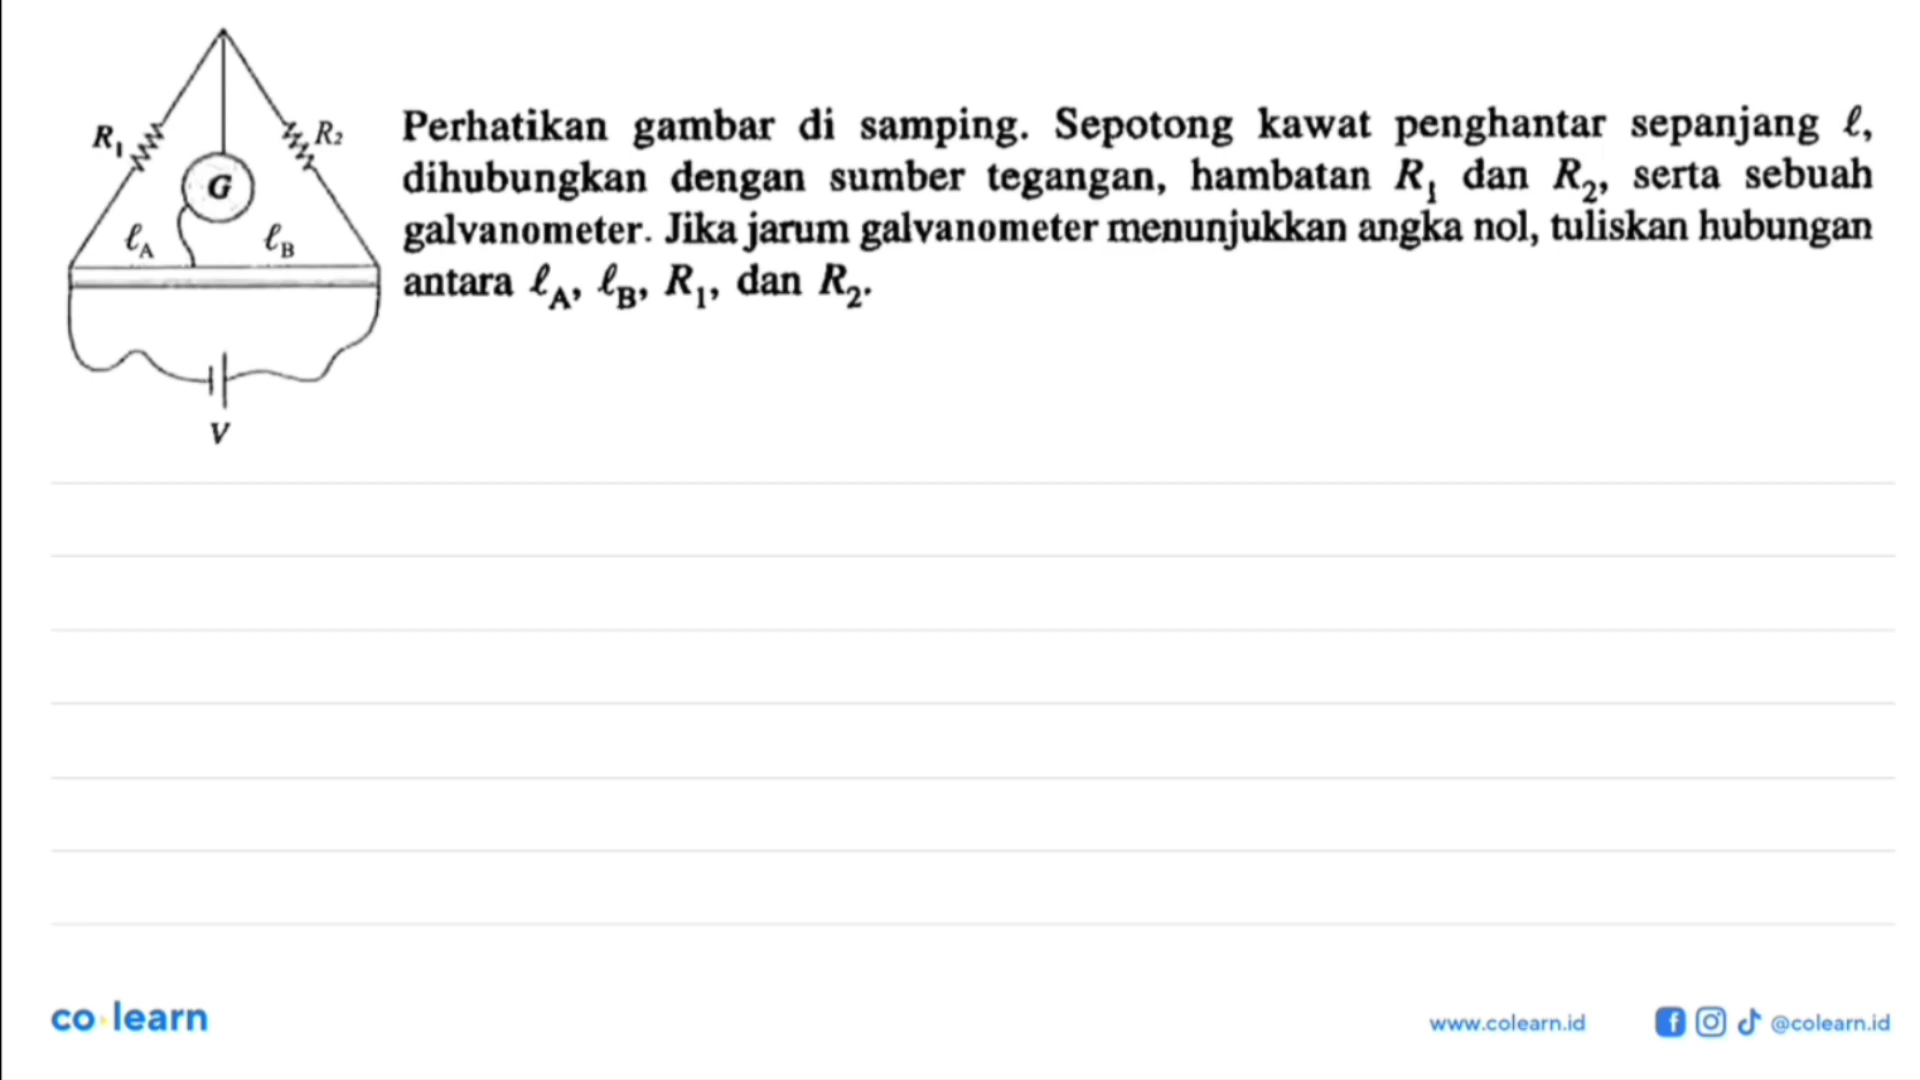 R₁
R₂
G
ℓA
ℓB
V
Perhatikan gambar di samping. Sepotong kawat penghantar sepanjang ℓ,
dihubungkan dengan sumber tegangan, hambatan R₁ dan R₂, serta sebuah
galvanometer. Jika jarum galvanometer menunjukkan angka nol, tuliskan hubungan
antara ℓA, ℓB, R₁, dan R₂.
co learn
www.colearn.id
@colearn.id